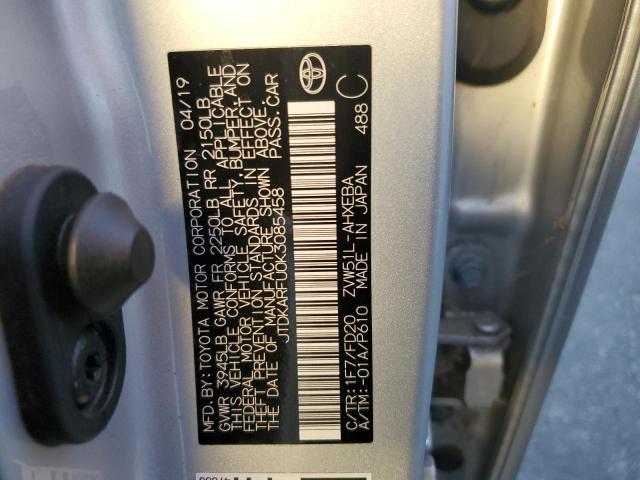 MFD. BY: TOYOTA MOTOR CORPORATION 04/19
GVWR 3945LB GAWR FR 2250LB RR 2150LB
THIS VEHICLE CONFORMS TO ALL APPLICABLE
FEDERAL MOTOR VEHICLE SAFETY, BUMPER, AND
THEFT PREVENTION STANDARDS IN EFFECT ON
THE DATE OF MANUFACTURE SHOWN ABOVE.
JTDKARFU0K3085458 PASS. CAR
C/TR: 1F7/FD20 ZVW51L-AHXEBA
A/TM: -01A/P610 MADE IN JAPAN 488 C